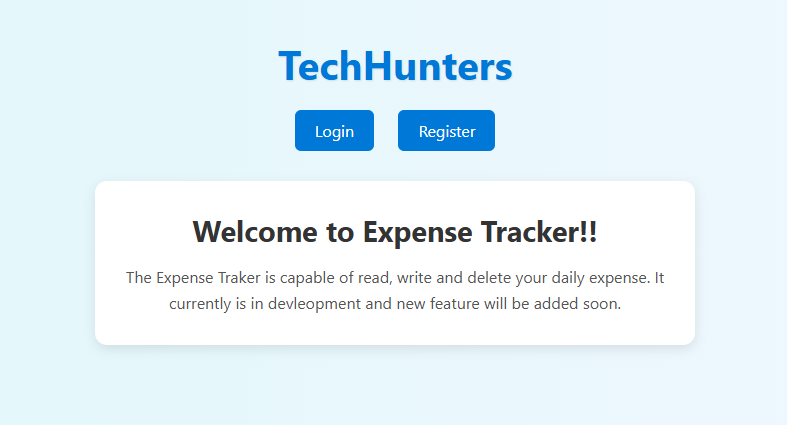 TechHunters
Login
Register
Welcome to Expense Tracker!!
The Expense Traker is capable of read, write and delete your daily expense. It
currently is in devleopment and new feature will be added soon.